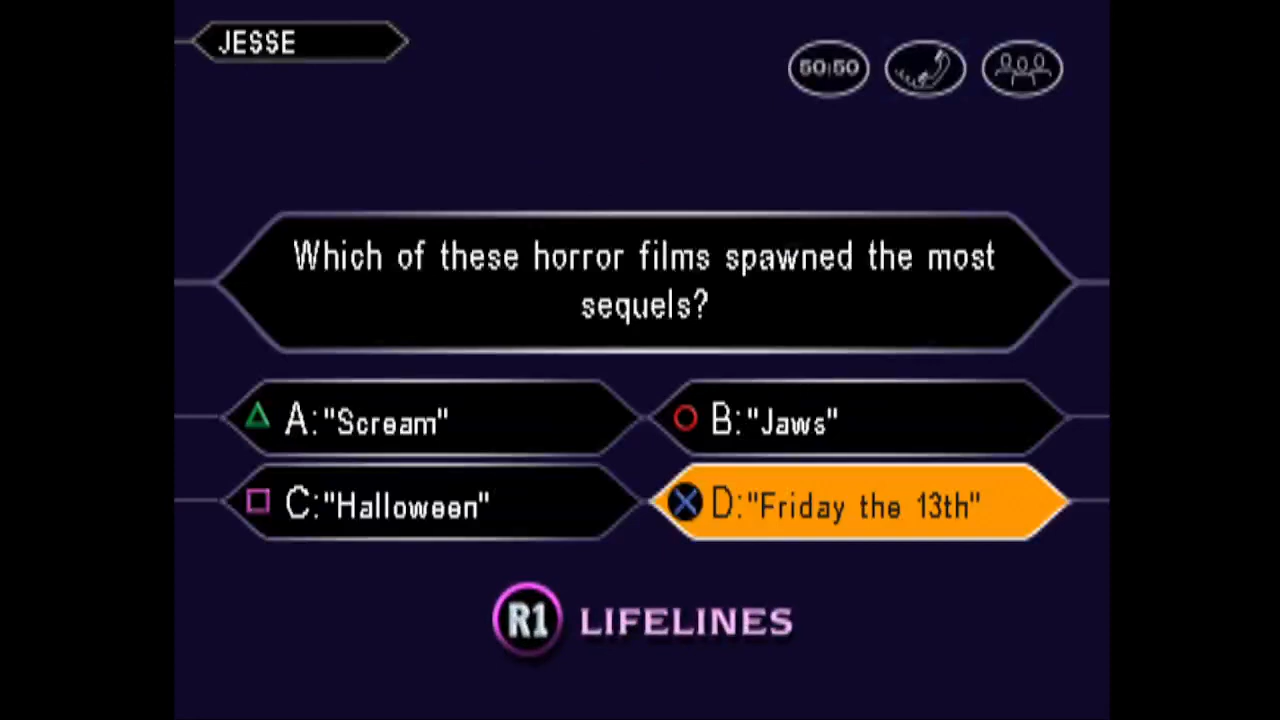 JESSE
50:50
Which of these horror films spawned the most
sequels?
A:"Scream"
B:"Jaws"
C:"Halloween"
D:"Friday the 13th"
R1 LIFELINES